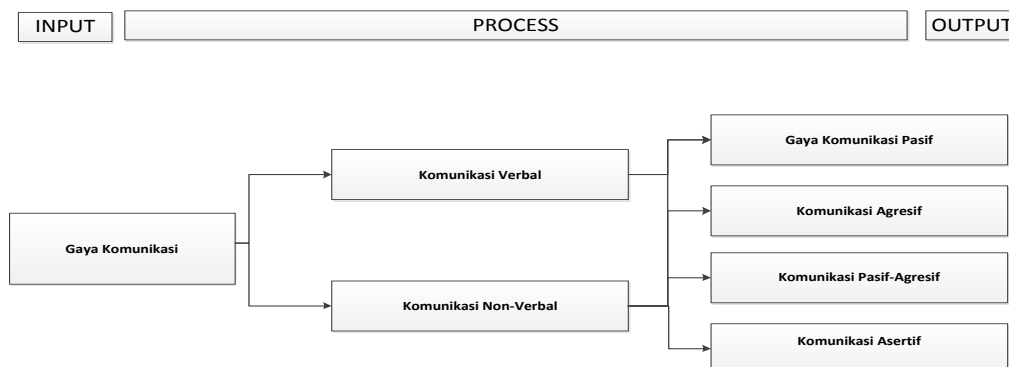 INPUT
PROCESS
OUTPUT
Gaya Komunikasi Pasif
Komunikasi Verbal
Komunikasi Agresif
Gaya Komunikasi
Komunikasi Pasif-Agresif
Komunikasi Non-Verbal
Komunikasi Asertif